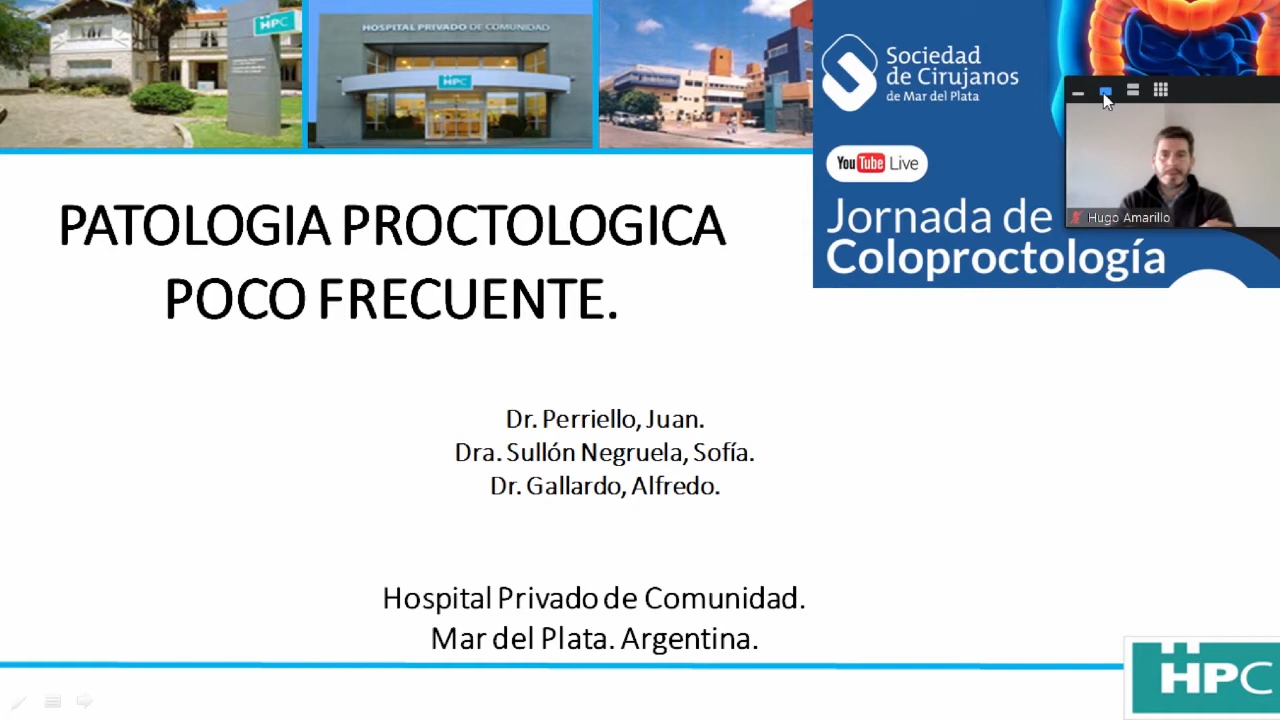 HPC
HOSPITAL PRIVADO DE COMUNIDAD
HPC
Sociedad
de Cirujanos
de Mar del Plata
YouTube Live
Jornada de
Coloproctología
Hugo Amarillo
PATOLOGIA PROCTOLOGICA
POCO FRECUENTE.
Dr. Perriello, Juan.
Dra. Sullón Negruela, Sofía.
Dr. Gallardo, Alfredo.
Hospital Privado de Comunidad.
Mar del Plata. Argentina.
HPC